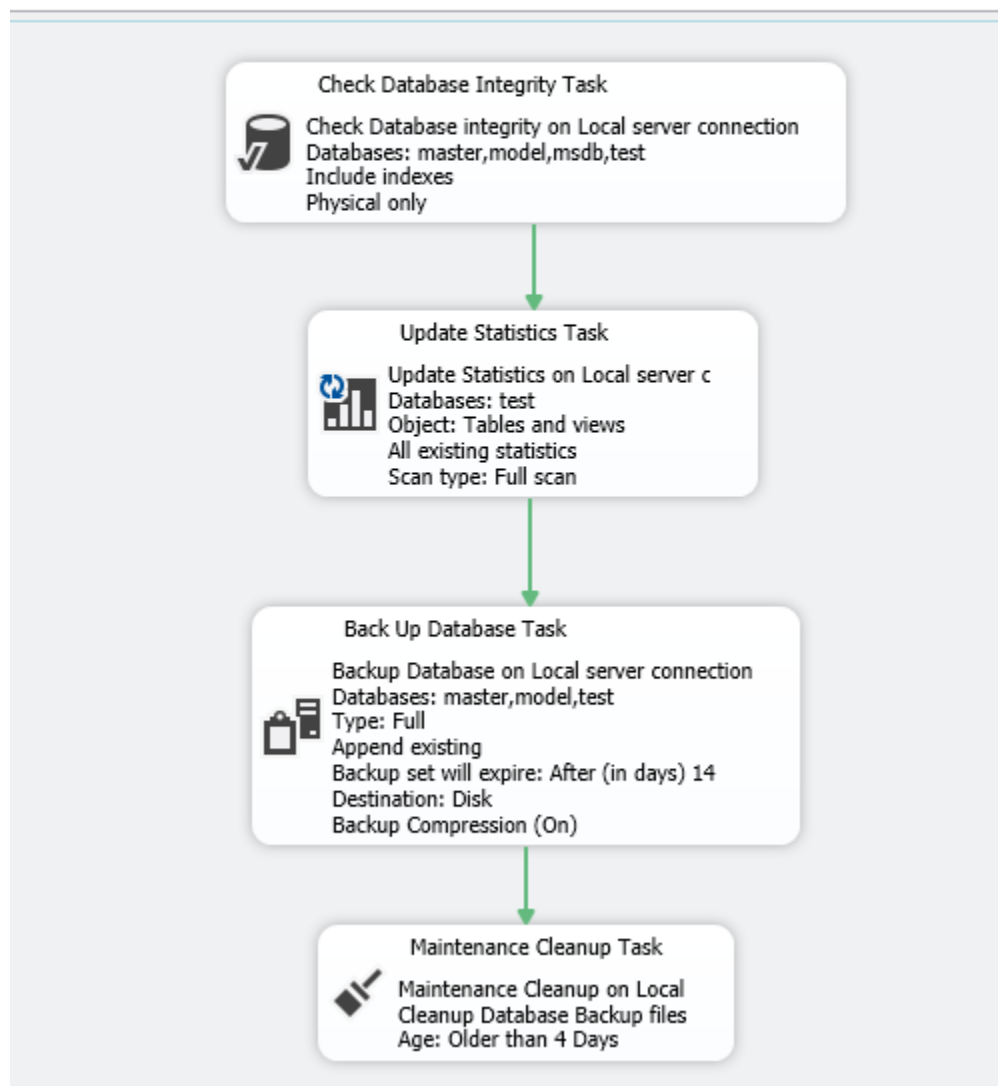 Check Database Integrity Task
Check Database integrity on Local server connection
Databases: master,model,msdb,test
Include indexes
Physical only
Update Statistics Task
Update Statistics on Local server c
Databases: test
Object: Tables and views
All existing statistics
Scan type: Full scan
Back Up Database Task
Backup Database on Local server connection
Databases: master,model,test
Type: Full
Append existing
Backup set will expire: After (in days) 14
Destination: Disk
Backup Compression (On)
Maintenance Cleanup Task
Maintenance Cleanup on Local
Cleanup Database Backup files
Age: Older than 4 Days